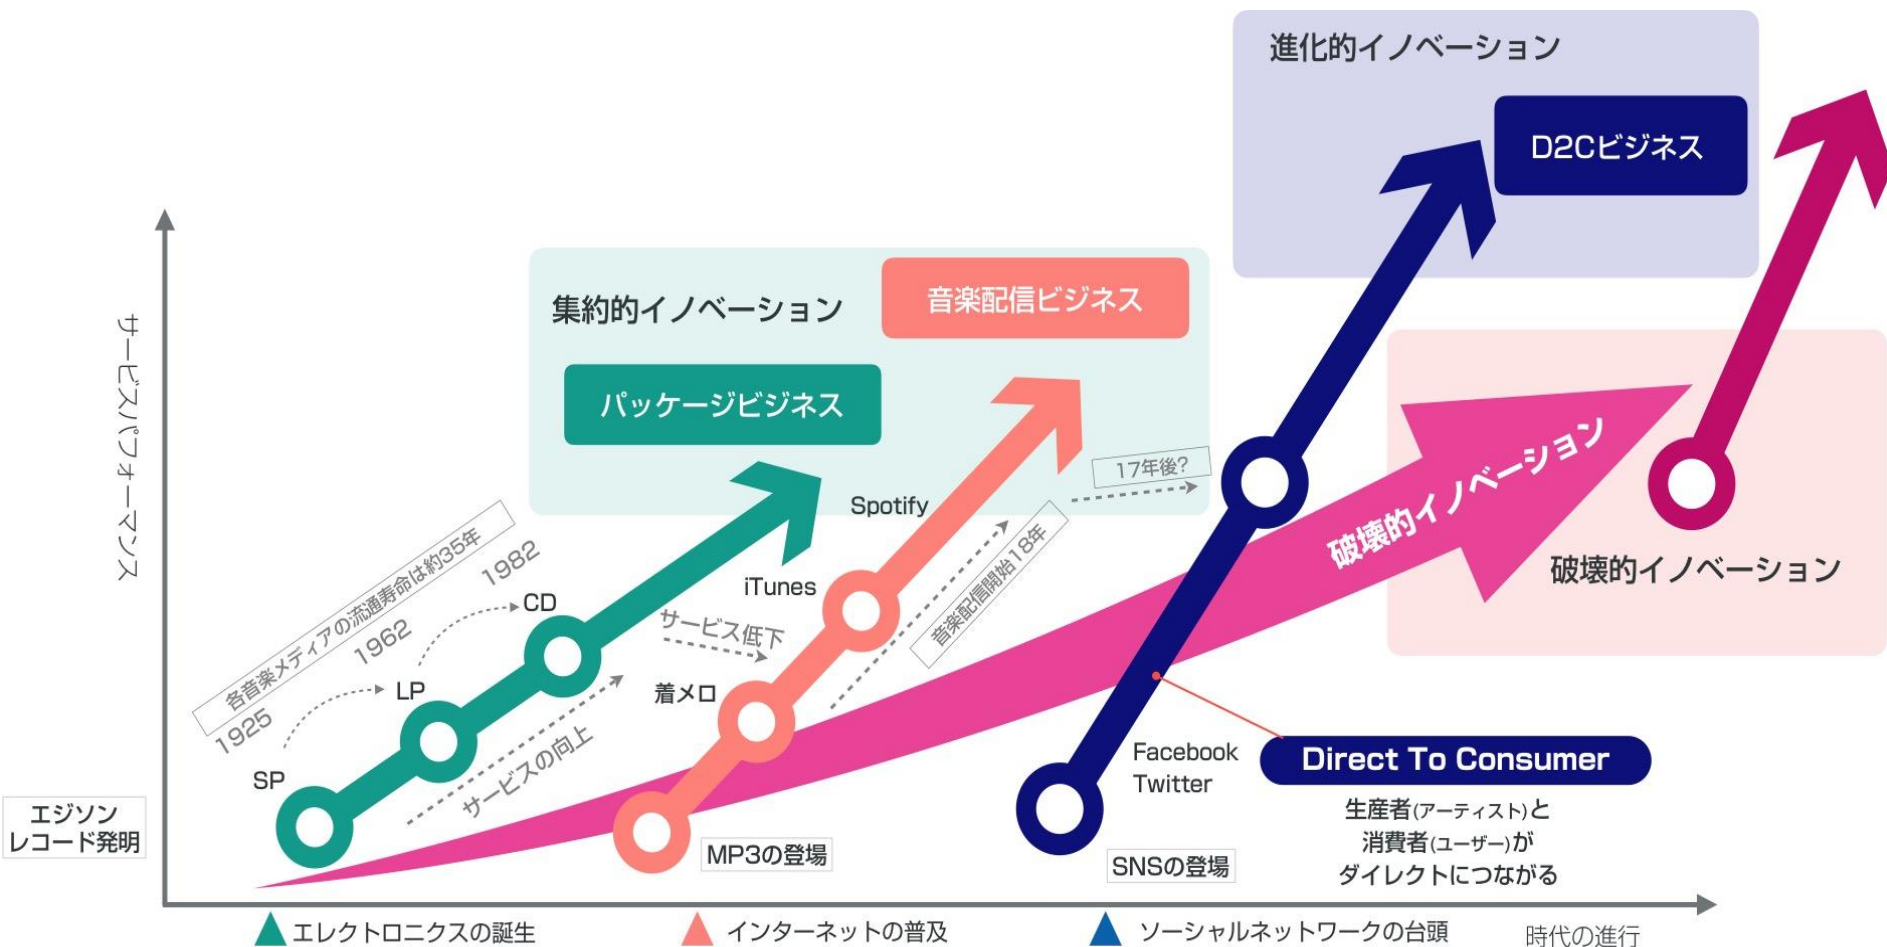 進化的イノベーション
D2Cビジネス
集約的イノベーション
音楽配信ビジネス
パッケージビジネス
サービスパフォーマンス
各音楽メディアの流通寿命は約35年
1925
1962
1982
SP
LP
CD
サービスの向上
サービス低下
着メロ
iTunes
Spotify
音楽配信開始18年
17年後?
破壊的イノベーション
破壊的イノベーション
エジソン
レコード発明
MP3の登場
Facebook
Twitter
SNSの登場
Direct To Consumer
生産者(アーティスト)と
消費者(ユーザー)が
ダイレクトにつながる
エレクトロニクスの誕生
インターネットの普及
ソーシャルネットワークの台頭
時代の進行